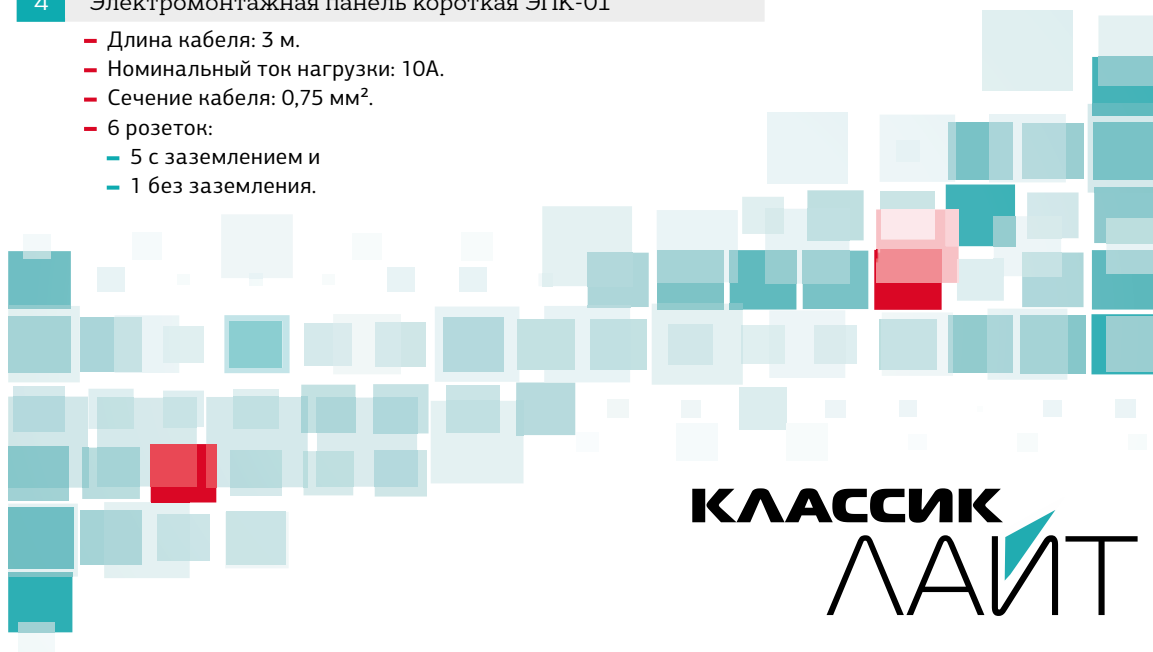 4 Электромонтажная панель короткая ЭПК-01
– Длина кабеля: 3 м.
– Номинальный ток нагрузки: 10А.
– Сечение кабеля: 0,75 мм².
– 6 розеток:
– 5 с заземлением и
– 1 без заземления.
КЛАССИК
ЛАЙТ